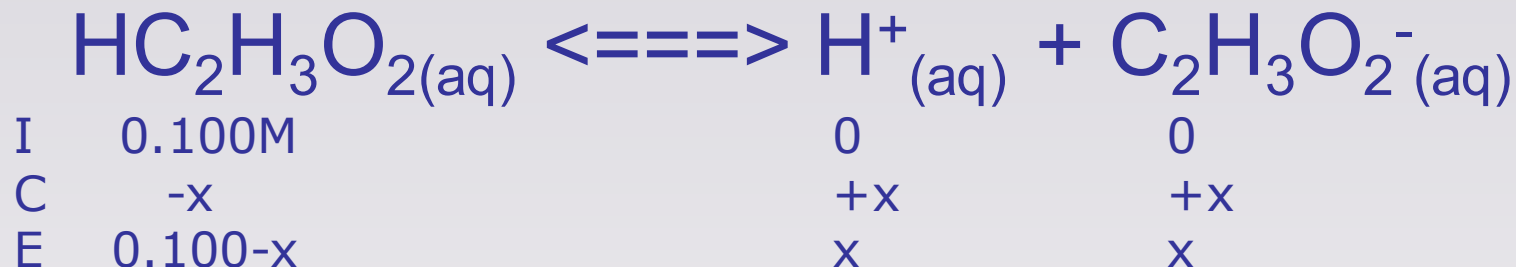 HC₂H₃O₂(aq) <===> H⁺(aq) + C₂H₃O₂⁻(aq)
I 0.100M 0 0
C -x +x +x
E 0.100-x x x